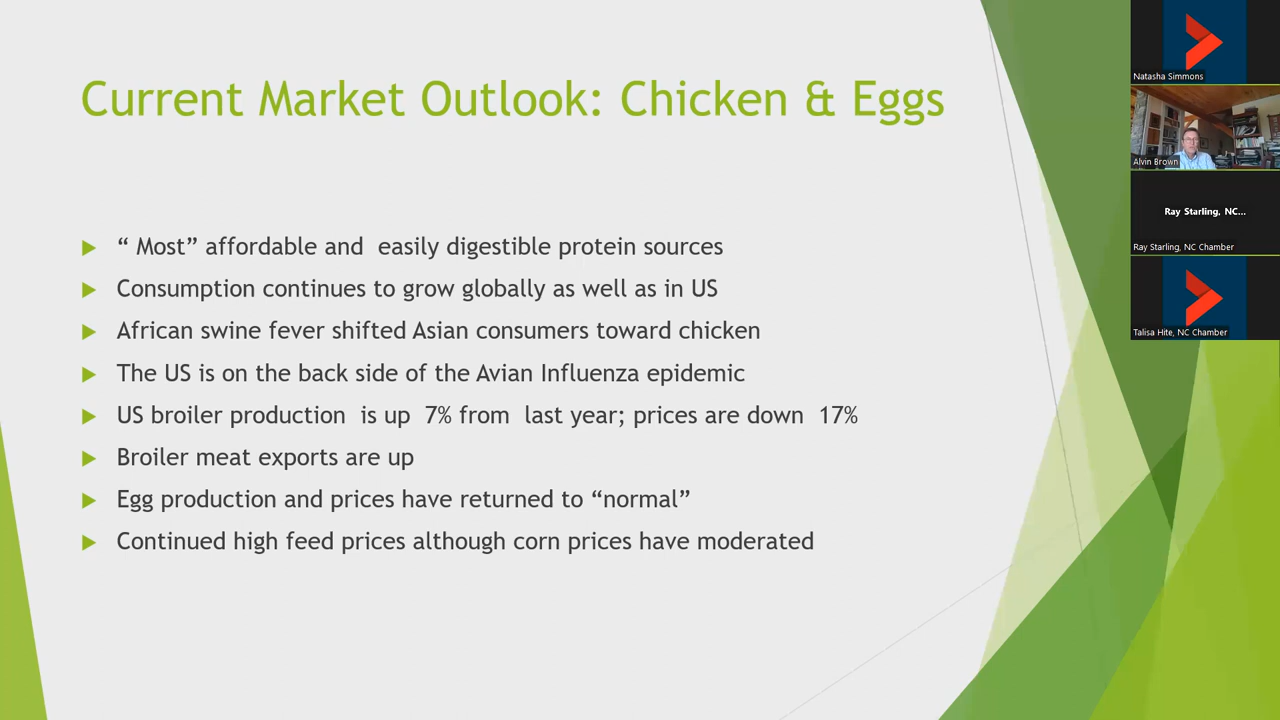 Current Market Outlook: Chicken & Eggs
“ Most” affordable and  easily digestible protein sources
Consumption continues to grow globally as well as in US
African swine fever shifted Asian consumers toward chicken
The US is on the back side of the Avian Influenza epidemic
US broiler production  is up  7% from  last year; prices are down  17%
Broiler meat exports are up
Egg production and prices have returned to “normal”
Continued high feed prices although corn prices have moderated
Natasha Simmons
Alvin Brown
Ray Starling, NC...
Ray Starling, NC Chamber
Talisa Hite, NC Chamber